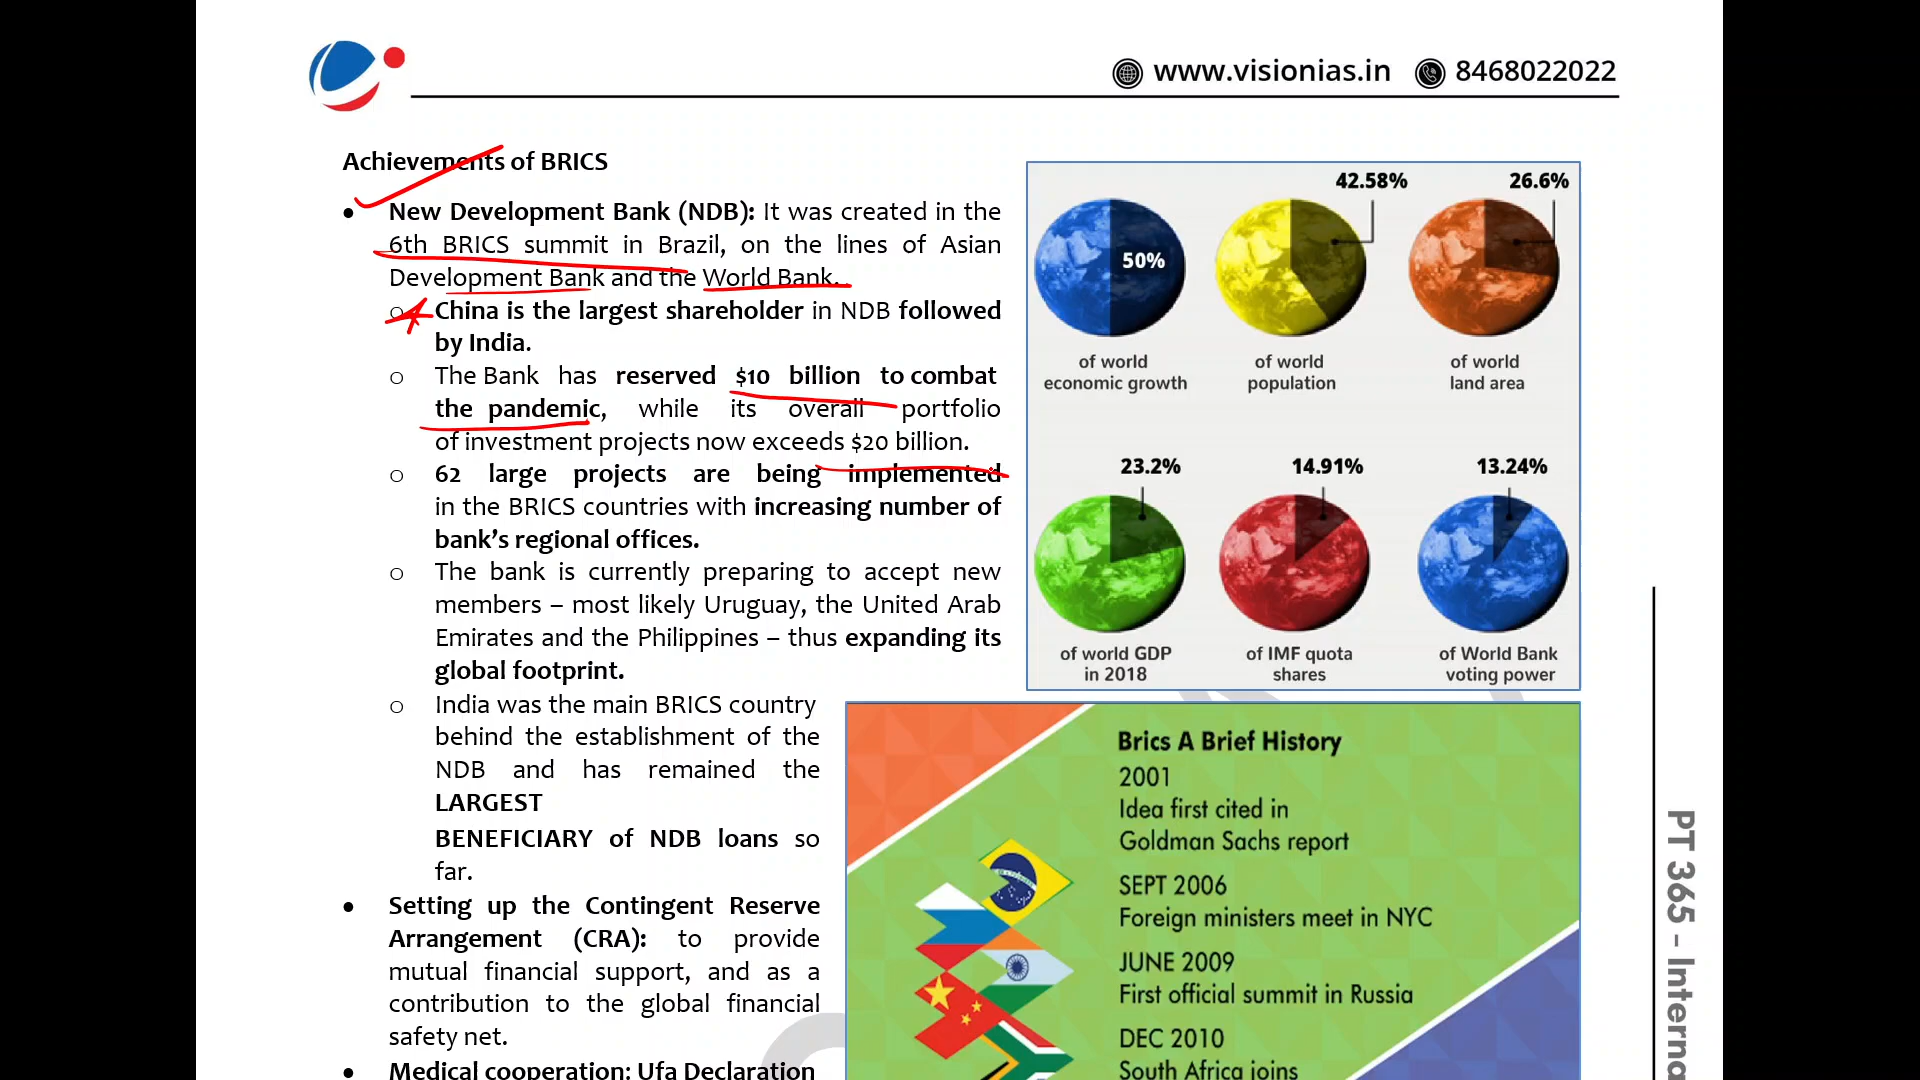 www.visionias.in 8468022022
Achievements of BRICS
• New Development Bank (NDB): It was created in the
6th BRICS summit in Brazil, on the lines of Asian
Development Bank and the World Bank.
o China is the largest shareholder in NDB followed
by India.
o The Bank has reserved $10 billion to combat
the pandemic, while its overall portfolio
of investment projects now exceeds $20 billion.
o 62 large projects are being implemented
in the BRICS countries with increasing number of
bank's regional offices.
o The bank is currently preparing to accept new
members – most likely Uruguay, the United Arab
Emirates and the Philippines – thus expanding its
global footprint.
o India was the main BRICS country
behind the establishment of the
NDB and has remained the
LARGEST
BENEFICIARY of NDB loans so
far.
• Setting up the Contingent Reserve
Arrangement (CRA): to provide
mutual financial support, and as a
contribution to the global financial
safety net.
• Medical cooperation: Ufa Declaration
50%
of world
economic growth
42.58%
of world
population
26.6%
of world
land area
23.2%
of world GDP
in 2018
14.91%
of IMF quota
shares
13.24%
of World Bank
voting power
Brics A Brief History
2001
Idea first cited in
Goldman Sachs report
SEPT 2006
Foreign ministers meet in NYC
JUNE 2009
First official summit in Russia
DEC 2010
South Africa joins
PT 365 - Interna